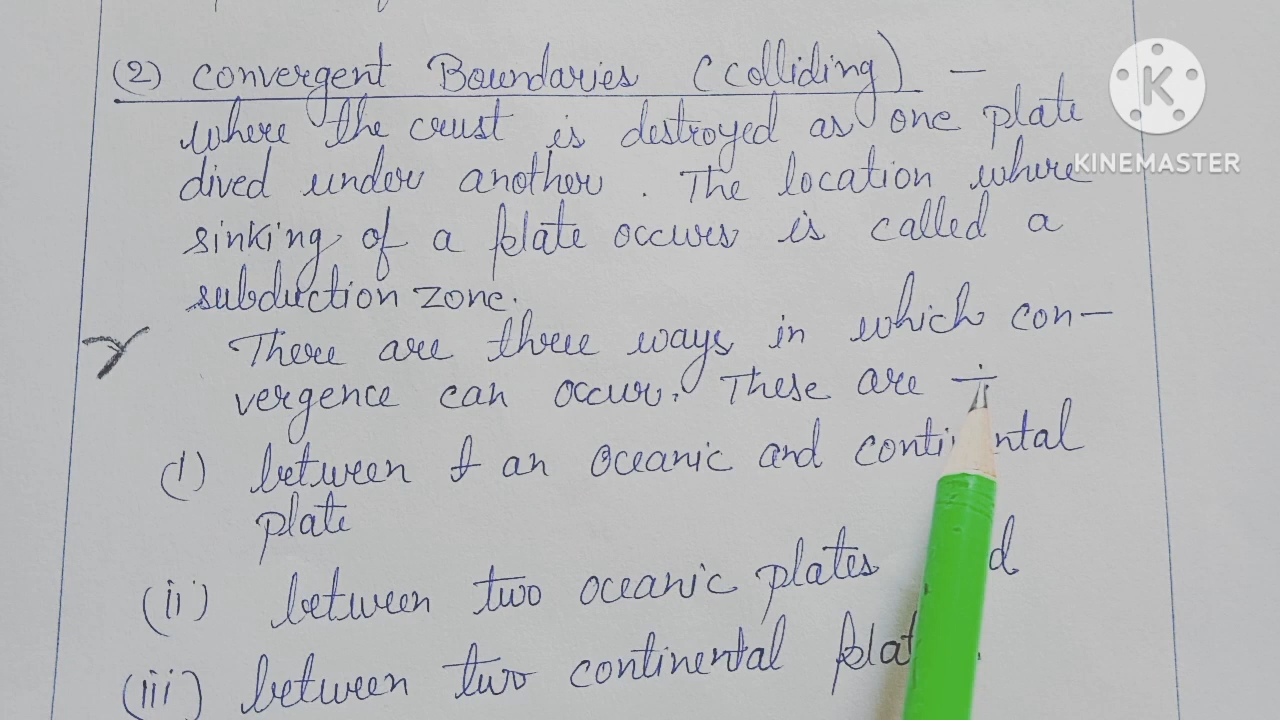 (2) convergent Boundaries (colliding) —
where the crust is destroyed as one plate
dived under another. The location where
sinking of a plate occurs is called a
subduction zone.
There are three ways in which con-
vergence can occur. These are
(i) between an oceanic and continental
plate
(ii) between two oceanic plates
(iii) between two continental
K
KINEMASTER